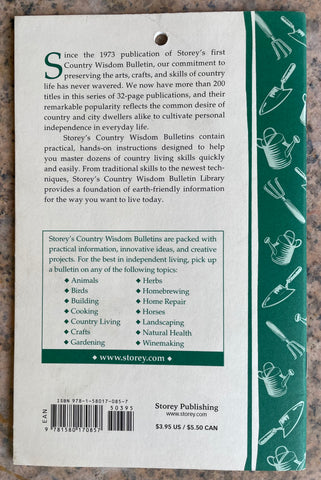 Since the 1973 publication of Storey's first
Country Wisdom Bulletin, our commitment to
preserving the arts, crafts, and skills of country
life has never wavered. We now have more than 200
titles in this series of 32-page publications, and their
remarkable popularity reflects the common desire of
country and city dwellers alike to cultivate personal
independence in everyday life.
Storey's Country Wisdom Bulletins contain
practical, hands-on instructions designed to help
you master dozens of country living skills quickly
and easily. From traditional skills to the newest tech-
niques, Storey's Country Wisdom Bulletin Library
provides a foundation of earth-friendly information
for the way you want to live today.
Storey's Country Wisdom Bulletins are packed with
practical information, innovative ideas, and creative
projects. For the best in independent living, pick up
a bulletin on any of the following topics:
❖ Animals
❖ Birds
❖ Building
❖ Cooking
❖ Country Living
❖ Crafts
❖ Gardening
❖ Herbs
❖ Homebrewing
❖ Home Repair
❖ Horses
❖ Landscaping
❖ Natural Health
❖ Winemaking
❖ www.storey.com ❖
ISBN 978-1-58017-085-7
50395
EAN
9 781580 170857
Storey Publishing
www.storey.com
$3.95 US / $5.50 CAN